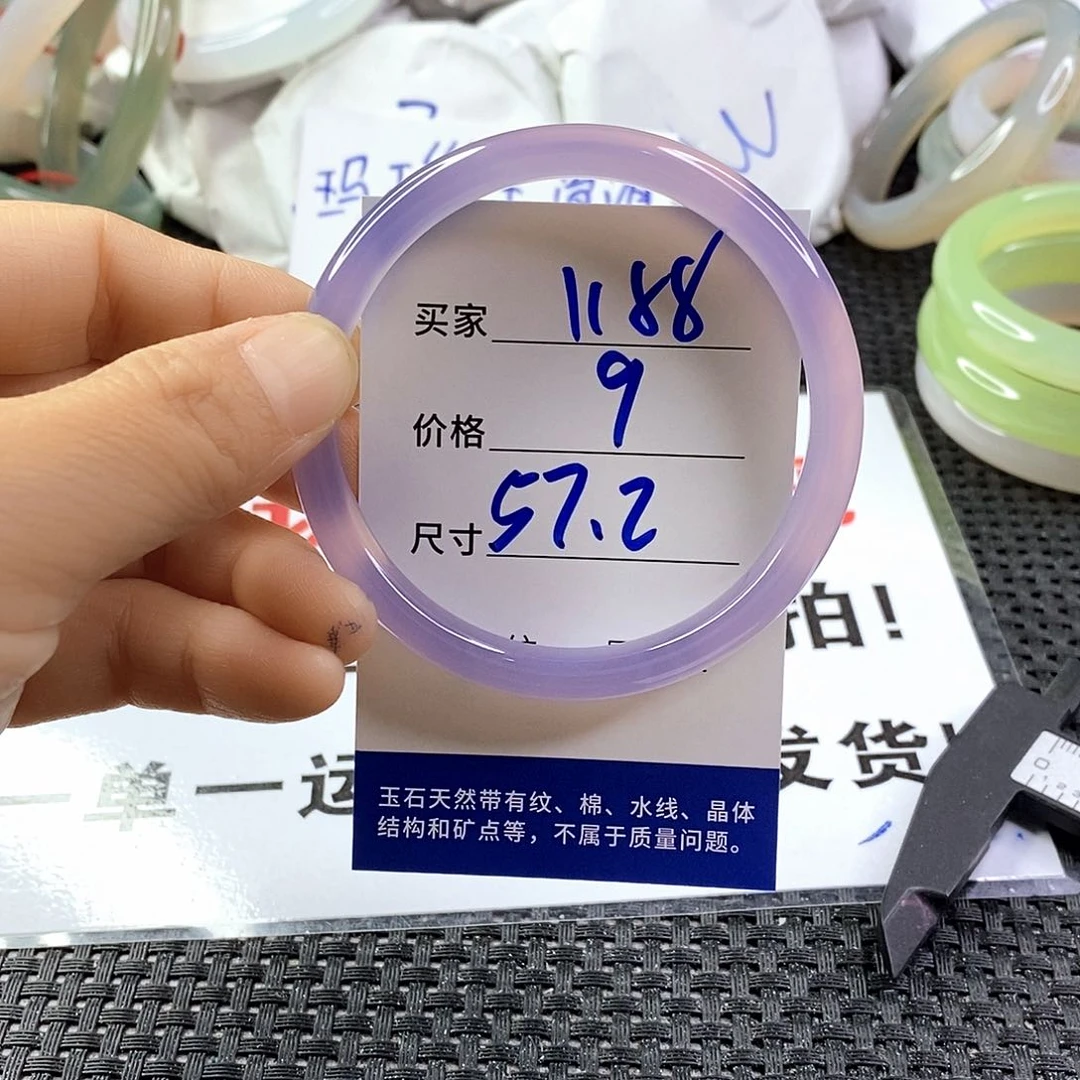 玛
买家 1188
价格 9
尺寸 57.2
拍！
一单一运
发货
玉石天然带有纹、棉、水线、晶体
结构和矿点等，不属于质量问题。